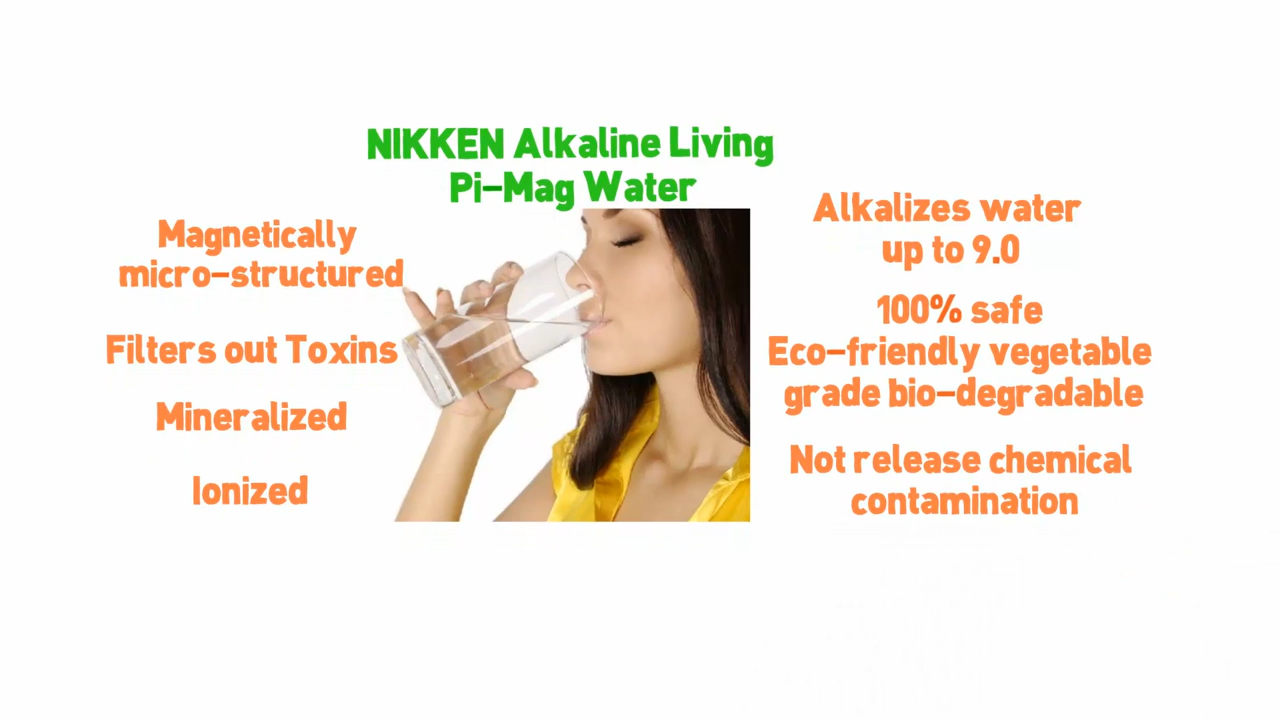 NIKKEN Alkaline Living
Pi-Mag Water
Magnetically
micro-structured
Filters out Toxins
Mineralized
Ionized
Alkalizes water
up to 9.0
100% safe
Eco-friendly vegetable
grade bio-degradable
Not release chemical
contamination